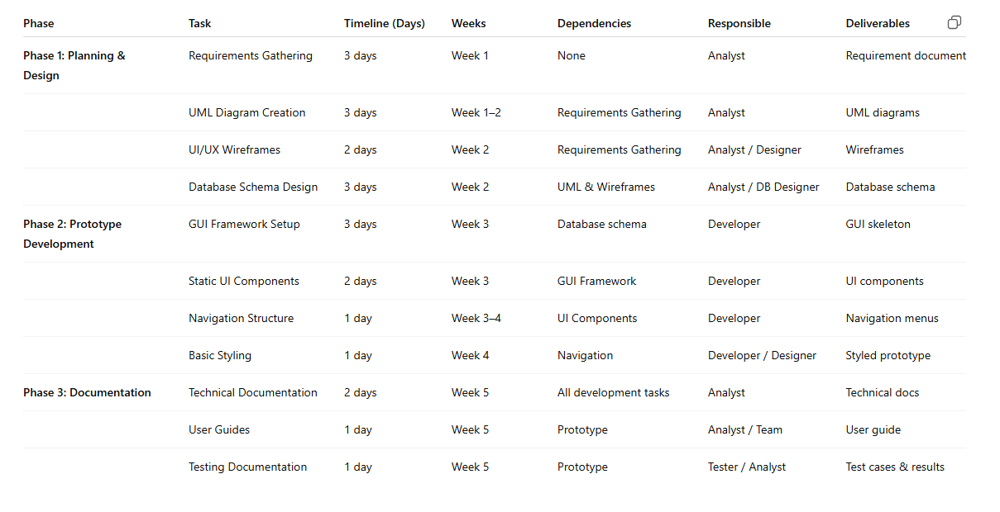 Phase Task Timeline (Days) Weeks Dependencies Responsible Deliverables
Phase 1: Planning & Requirements Gathering 3 days Week 1 None Analyst Requirement document
Design
UML Diagram Creation 3 days Week 1–2 Requirements Gathering Analyst UML diagrams
UI/UX Wireframes 2 days Week 2 Requirements Gathering Analyst / Designer Wireframes
Database Schema Design 3 days Week 2 UML & Wireframes Analyst / DB Designer Database schema
Phase 2: Prototype GUI Framework Setup 3 days Week 3 Database schema Developer GUI skeleton
Development
Static UI Components 2 days Week 3 GUI Framework Developer UI components
Navigation Structure 1 day Week 3–4 UI Components Developer Navigation menus
Basic Styling 1 day Week 4 Navigation Developer / Designer Styled prototype
Phase 3: Documentation Technical Documentation 2 days Week 5 All development tasks Analyst Technical docs
User Guides 1 day Week 5 Prototype Analyst / Team User guide
Testing Documentation 1 day Week 5 Prototype Tester / Analyst Test cases & results